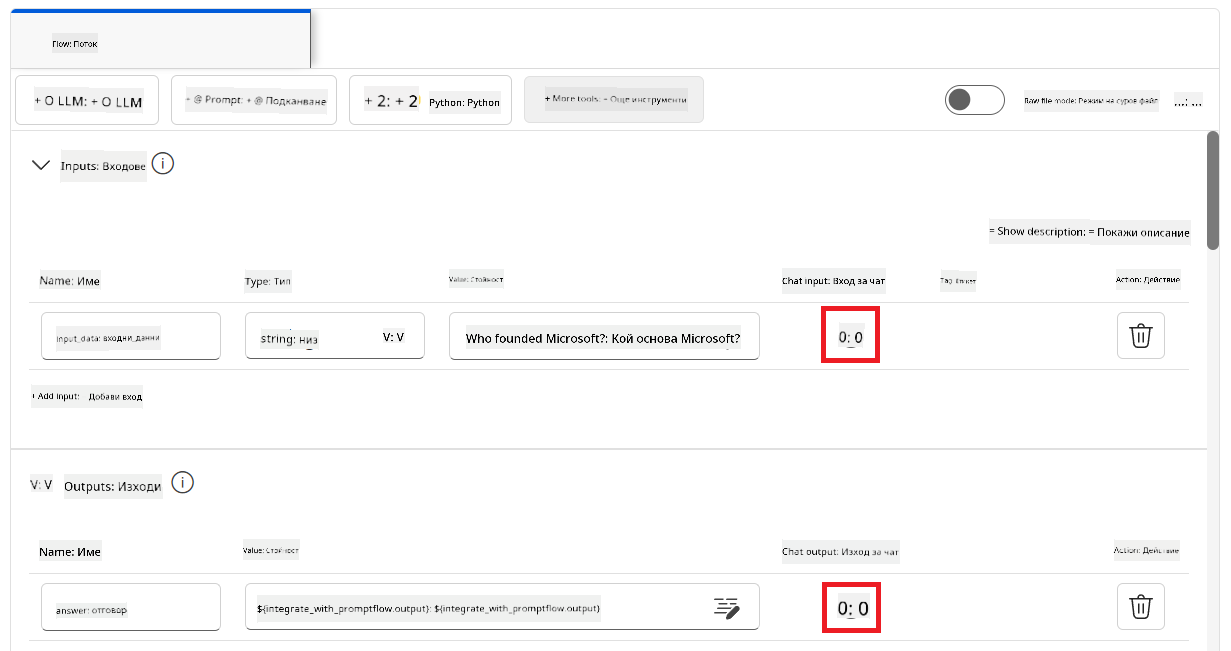 Flow: Поток
+ O LLM: + O LLM
+ @ Prompt: + @ Подканване
+ 2: + 2 Python: Python
+ More tools: + Още инструменти
Raw file mode: Режим на суров файл
...: ...
Inputs: Входове
= Show description: = Покажи описание
Name: Име
Type: Тип
Value: Стойност
Chat input: Вход за чат
Tag: Етикет
Action: Действие
input_data: входни_данни
string: низ
V: V
Who founded Microsoft?: Кой основа Microsoft?
0: 0
+ Add input: Добави вход
V: V
Outputs: Изходи
Name: Име
Value: Стойност
Chat output: Изход за чат
Action: Действие
answer: отговор
${integrate_with_promptflow.output}: ${integrate_with_promptflow.output}
0: 0